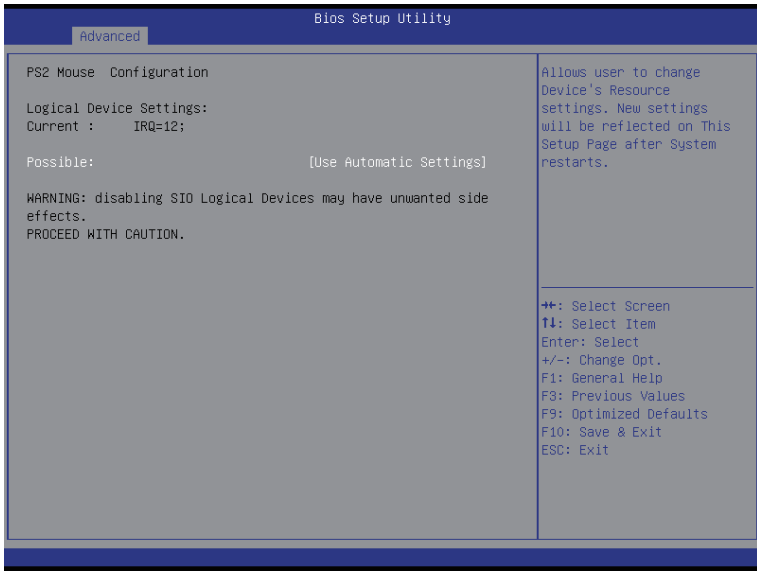 Bios Setup Utility
Advanced
PS2 Mouse  Configuration
Logical Device Settings:
Current :     IRQ=12;
Possible:     [Use Automatic Settings]
WARNING: disabling SIO Logical Devices may have unwanted side
effects.
PROCEED WITH CAUTION.
Allows user to change
Device's Resource
settings. New settings
will be reflected on This
Setup Page after System
restarts.
→←: Select Screen
↑↓: Select Item
Enter: Select
+/-: Change Opt.
F1: General Help
F3: Previous Values
F9: Optimized Defaults
F10: Save & Exit
ESC: Exit